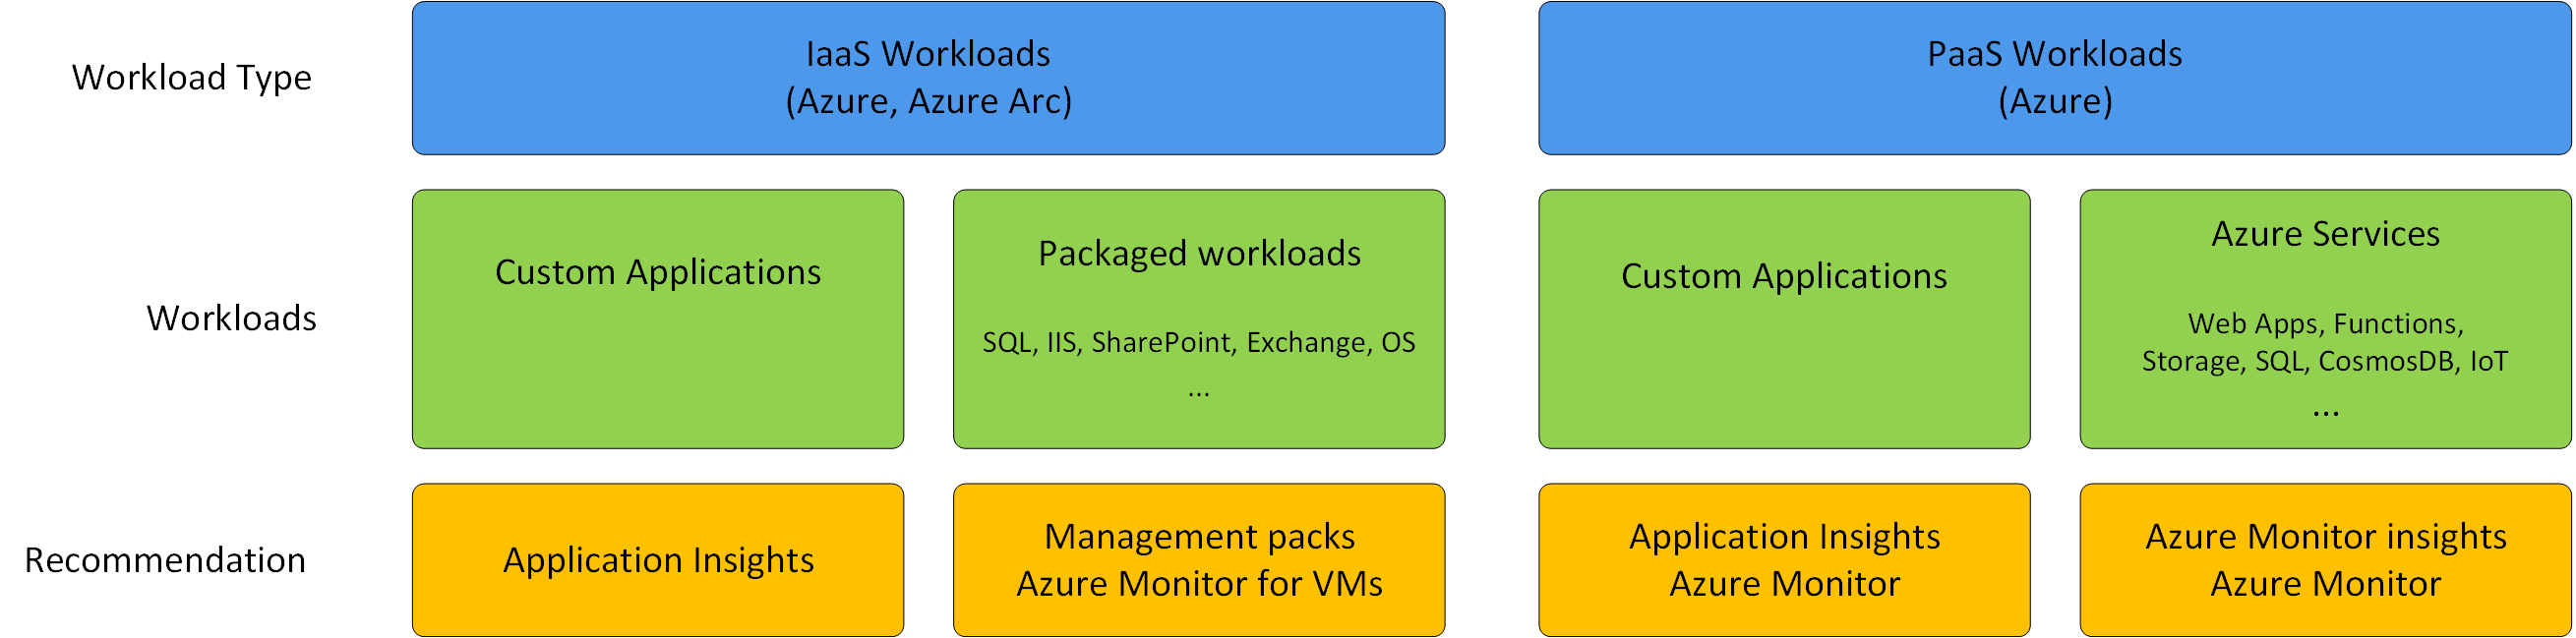 Workload Type
IaaS Workloads
(Azure, Azure Arc)
PaaS Workloads
(Azure)
Workloads
Custom Applications
Packaged workloads
SQL, IIS, SharePoint, Exchange, OS
...
Custom Applications
Azure Services
Web Apps, Functions,
Storage, SQL, CosmosDB, IoT
...
Recommendation
Application Insights
Management packs
Azure Monitor for VMs
Application Insights
Azure Monitor
Azure Monitor insights
Azure Monitor